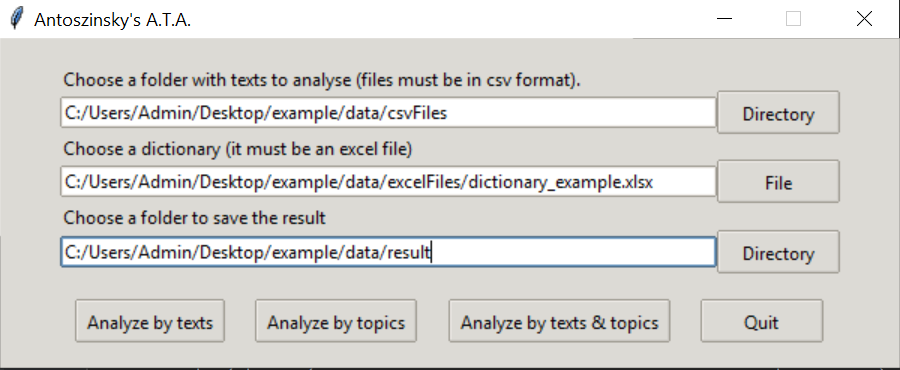 Antoszinsky's A.T.A.
Choose a folder with texts to analyse (files must be in csv format).
C:/Users/Admin/Desktop/example/data/csvFiles
Directory
Choose a dictionary (it must be an excel file)
C:/Users/Admin/Desktop/example/data/excelFiles/dictionary_example.xlsx
File
Choose a folder to save the result
C:/Users/Admin/Desktop/example/data/result
Directory
Analyze by texts
Analyze by topics
Analyze by texts & topics
Quit